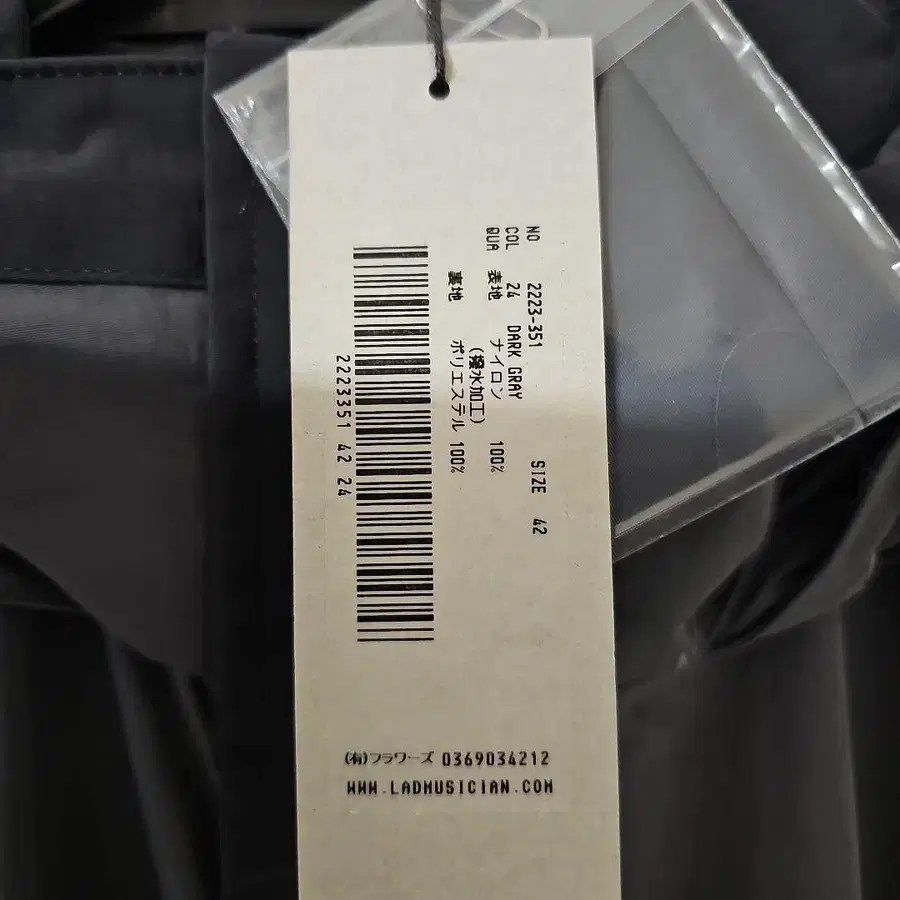 NO 2223-351 SIZE 42
COL 24 DARK GRAY
QUA 表地 ナイロン 100%
(撥水加工)
裏地 ポリエステル 100%
2223351 42 24
(有)フラワーズ 0369034212
WWW.LADMUSICIAN.COM